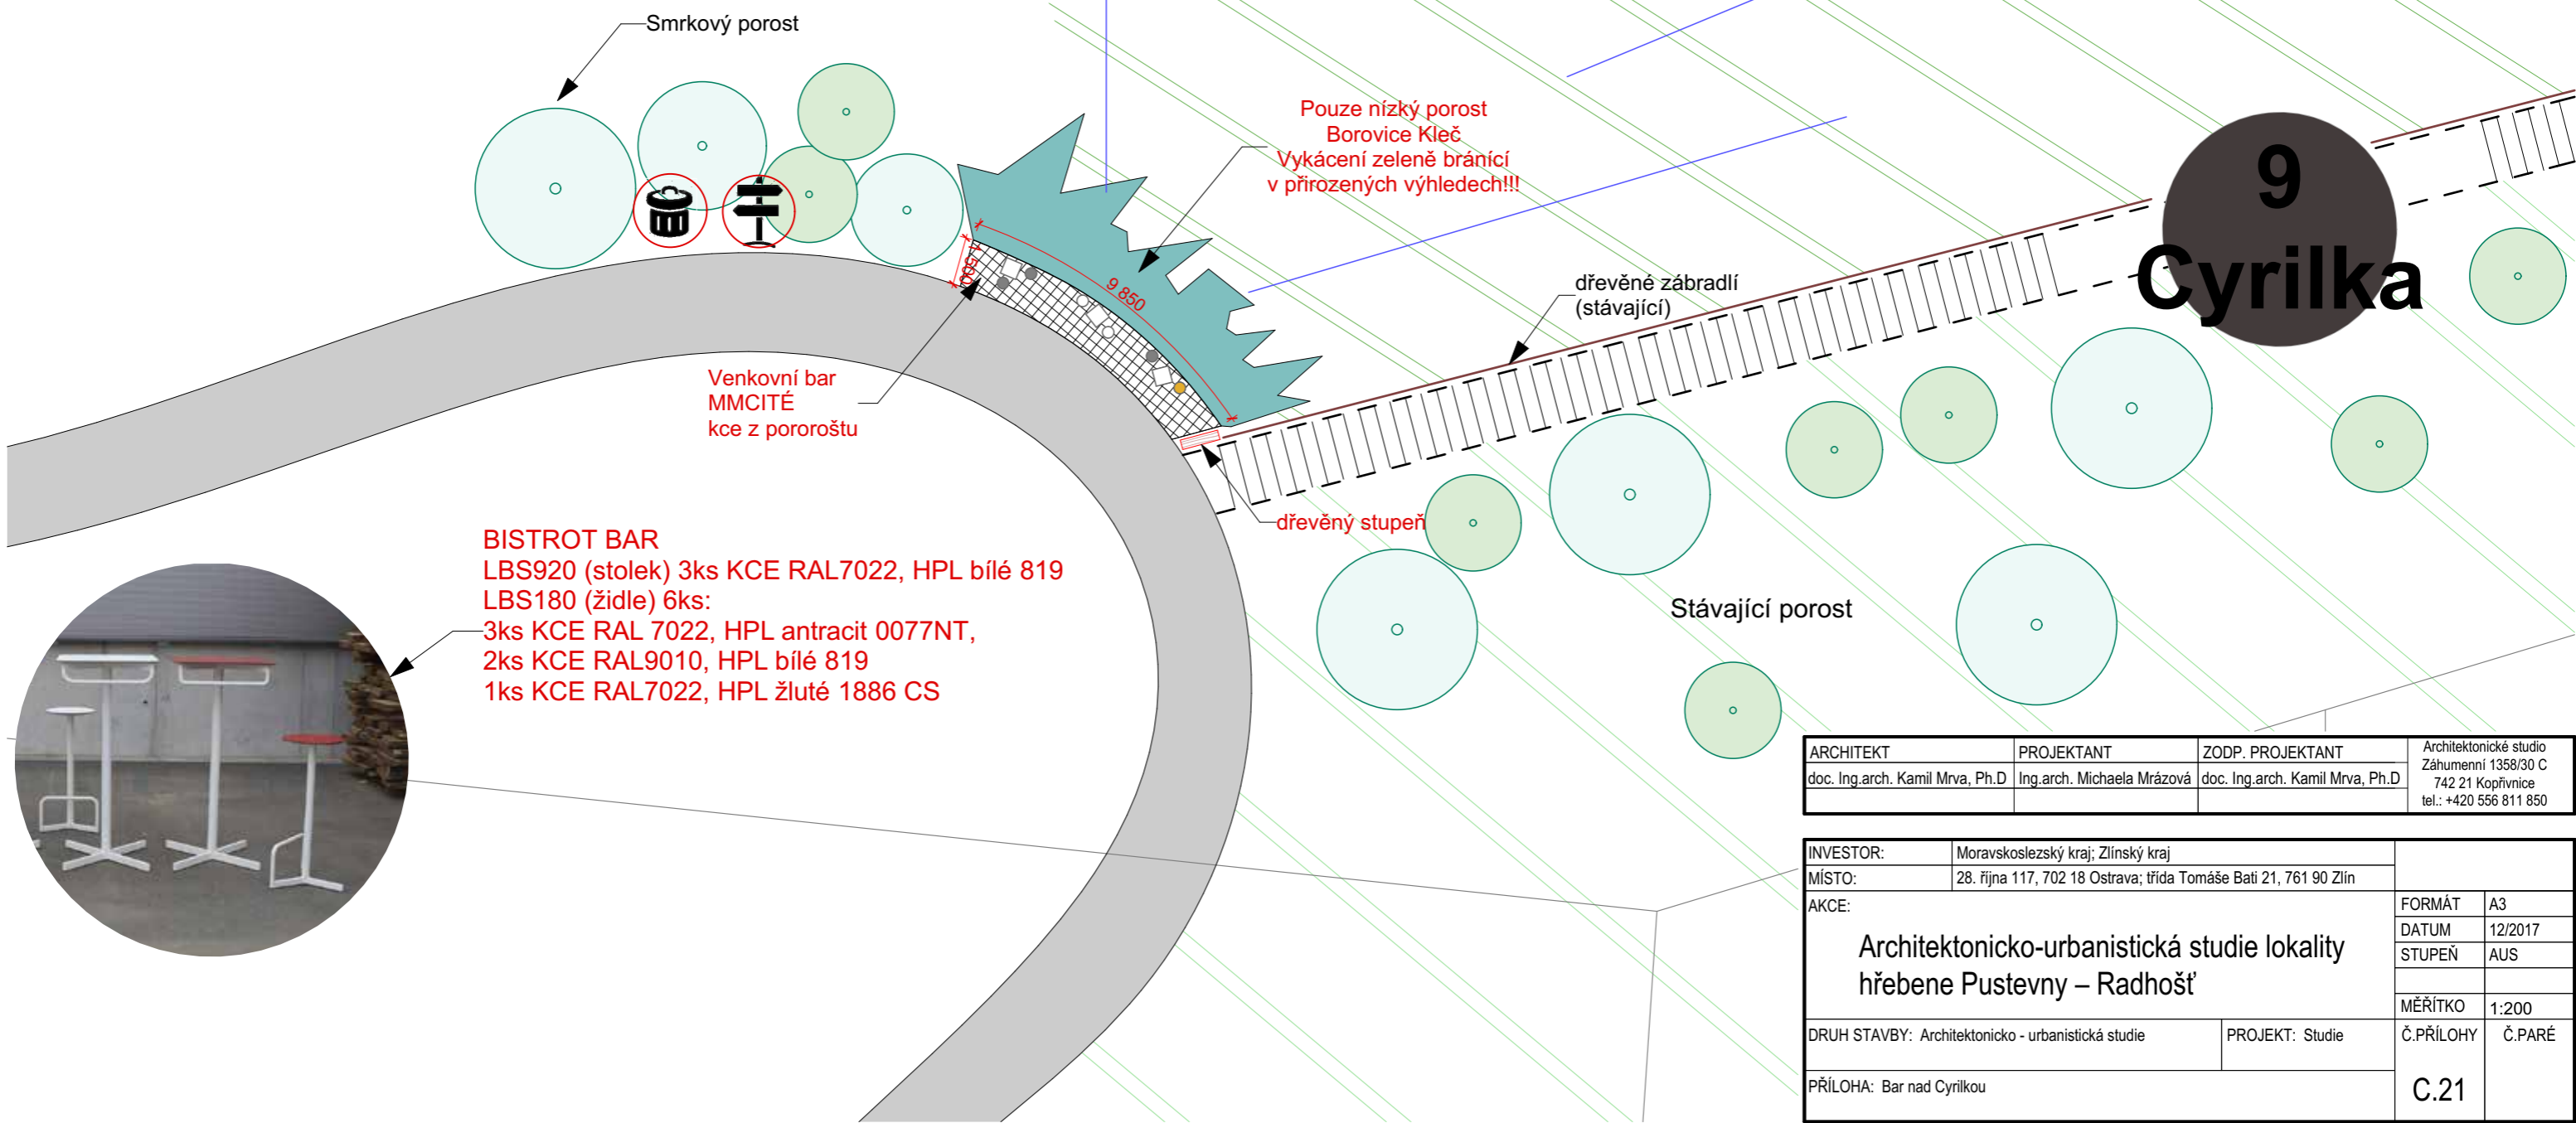 Smrkový porost
Pouze nízký porost
Borovice Kleč
Vykácení zeleně bránící
v přirozených výhledech!!!
9
Cyrilka
1 500
9 850
dřevěné zábradlí
(stávající)
Venkovní bar
MMCITÉ
kce z pororoštu
dřevěný stupeň
BISTROT BAR
LBS920 (stolek) 3ks KCE RAL7022, HPL bílé 819
LBS180 (židle) 6ks:
3ks KCE RAL 7022, HPL antracit 0077NT,
2ks KCE RAL9010, HPL bílé 819
1ks KCE RAL7022, HPL žluté 1886 CS
Stávající porost
ARCHITEKT PROJEKTANT ZODP. PROJEKTANT
doc. Ing.arch. Kamil Mrva, Ph.D Ing.arch. Michaela Mrázová doc. Ing.arch. Kamil Mrva, Ph.D
Architektonické studio
Záhumenní 1358/30 C
742 21 Kopřivnice
tel.: +420 556 811 850
INVESTOR: Moravskoslezský kraj; Zlínský kraj
MÍSTO: 28. října 117, 702 18 Ostrava; třída Tomáše Bati 21, 761 90 Zlín
AKCE:
Architektonicko-urbanistická studie lokality
hřebene Pustevny – Radhošť
FORMÁT A3
DATUM 12/2017
STUPEŇ AUS
MĚŘÍTKO 1:200
DRUH STAVBY: Architektonicko - urbanistická studie PROJEKT: Studie
Č.PŘÍLOHY Č.PARÉ
PŘÍLOHA: Bar nad Cyrilkou
C.21